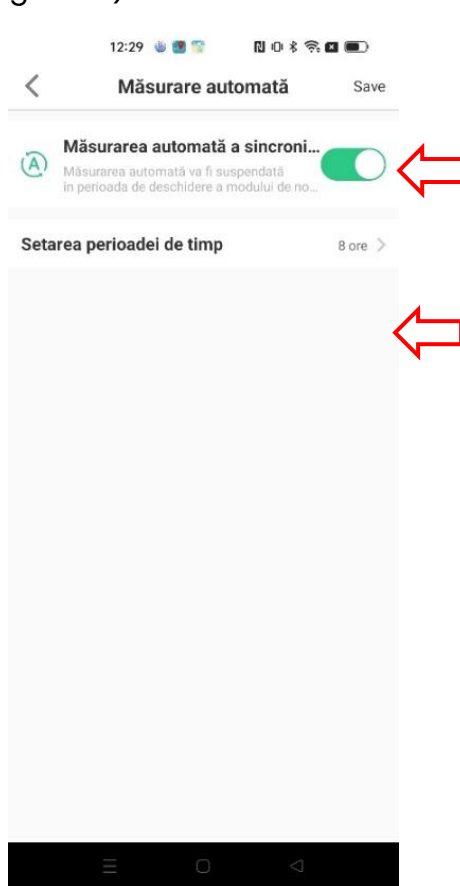 12:29
Măsurare automată
Save
Măsurarea automată a sincroni...
Măsurarea automată va fi suspendată
in perioada de deschidere a modului de no...
Setarea perioadei de timp
8 ore